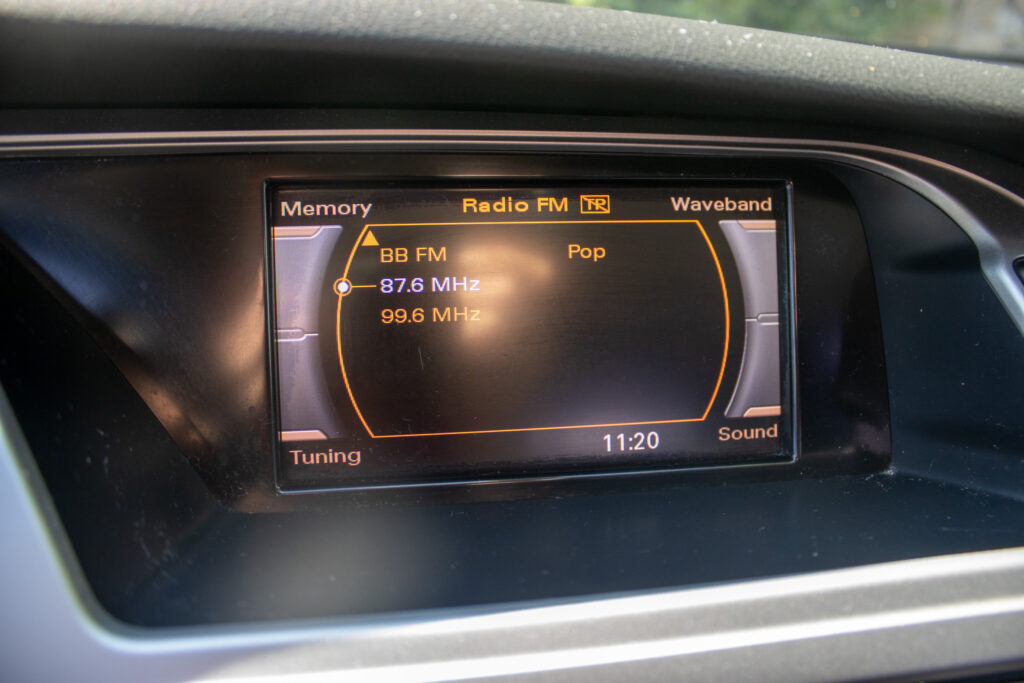 Memory Radio FM TP Waveband
BB FM Pop
87.6 MHz
99.6 MHz
11:20 Sound
Tuning